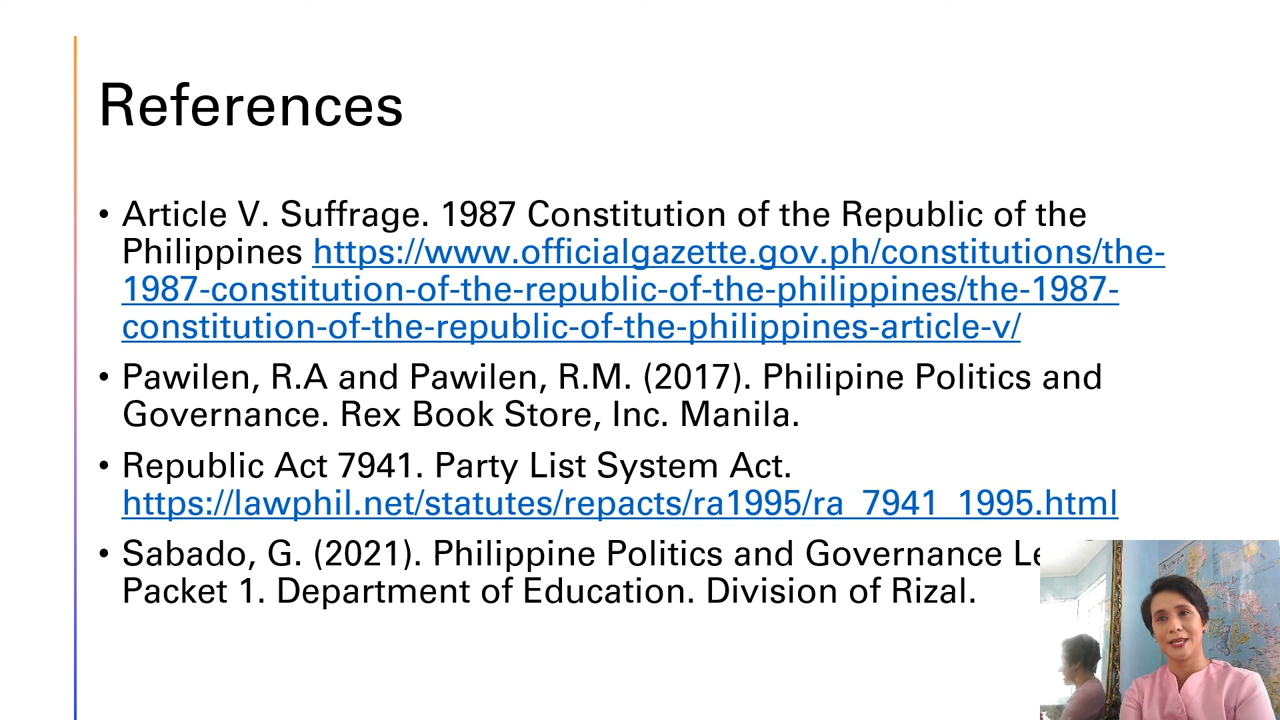 References
• Article V. Suffrage. 1987 Constitution of the Republic of the
Philippines https://www.officialgazette.gov.ph/constitutions/the-
1987-constitution-of-the-republic-of-the-philippines/the-1987-
constitution-of-the-republic-of-the-philippines-article-v/
• Pawilen, R.A and Pawilen, R.M. (2017). Philipine Politics and
Governance. Rex Book Store, Inc. Manila.
• Republic Act 7941. Party List System Act.
https://lawphil.net/statutes/repacts/ra1995/ra_7941_1995.html
• Sabado, G. (2021). Philippine Politics and Governance
Packet 1. Department of Education. Division of Rizal.